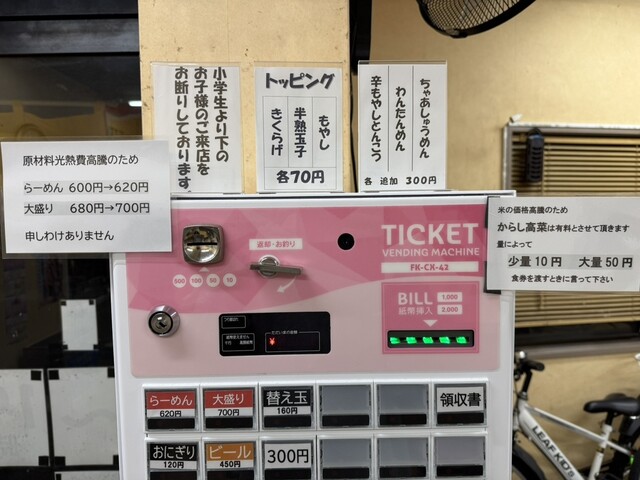 小学生より下の
お子様のご来店を
お断りしております。
トッピング
もやし
半熟玉子
きくらげ
各70円
ちゃあしゅうめん
わんたんめん
辛もやしとんこう
各 追加 300円
原材料光熱費高騰のため
らーめん 600円→620円
大盛り 680円→700円
申しわけありません
米の価格高騰のため
からし高菜は有料とさせて頂きます
量によって
少量10円 大量50円
食券を渡すときに言って下さい
返却・お釣り
500 100 50 10
TICKET
VENDING MACHINE
FK-CX-42
BILL
紙幣挿入
1,000
2,000
¥
らーめん
620円
大盛り
700円
替え玉
160円
領収書
おにぎり
120円
ビール
450円
300円
LEAF KIDS